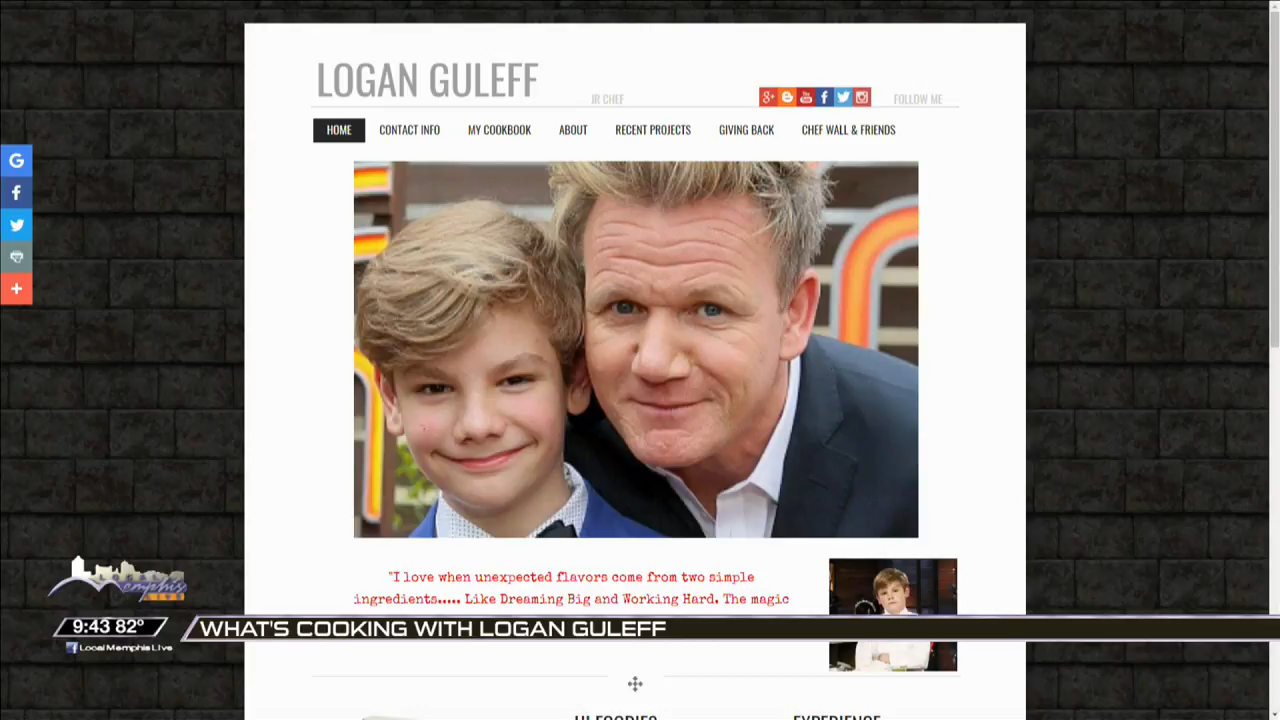 LOGAN GULEFF
JR CHEF
FOLLOW ME
HOME
CONTACT INFO
MY COOKBOOK
ABOUT
RECENT PROJECTS
GIVING BACK
CHEF WALL & FRIENDS
"I love when unexpected flavors come from two simple
ingredients..... Like Dreaming Big and Working Hard. The magic
Memphis
LIVE
9:43 82°
WHAT'S COOKING WITH LOGAN GULEFF
Local Memphis Live